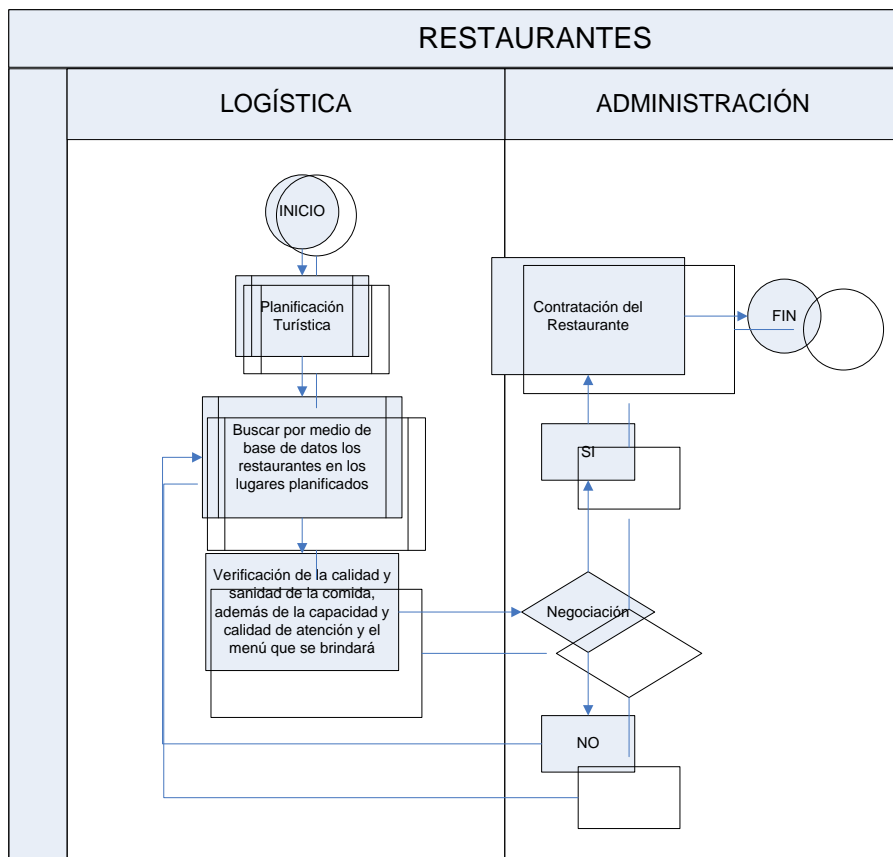 RESTAURANTES
LOGÍSTICA
ADMINISTRACIÓN
INICIO
Planificación
Turística
Buscar por medio de
base de datos los
restaurantes en los
lugares planificados
Verificación de la calidad y
sanidad de la comida,
además de la capacidad y
calidad de atención y el
menú que se brindará
Contratación del
Restaurante
FIN
SI
Negociación
NO